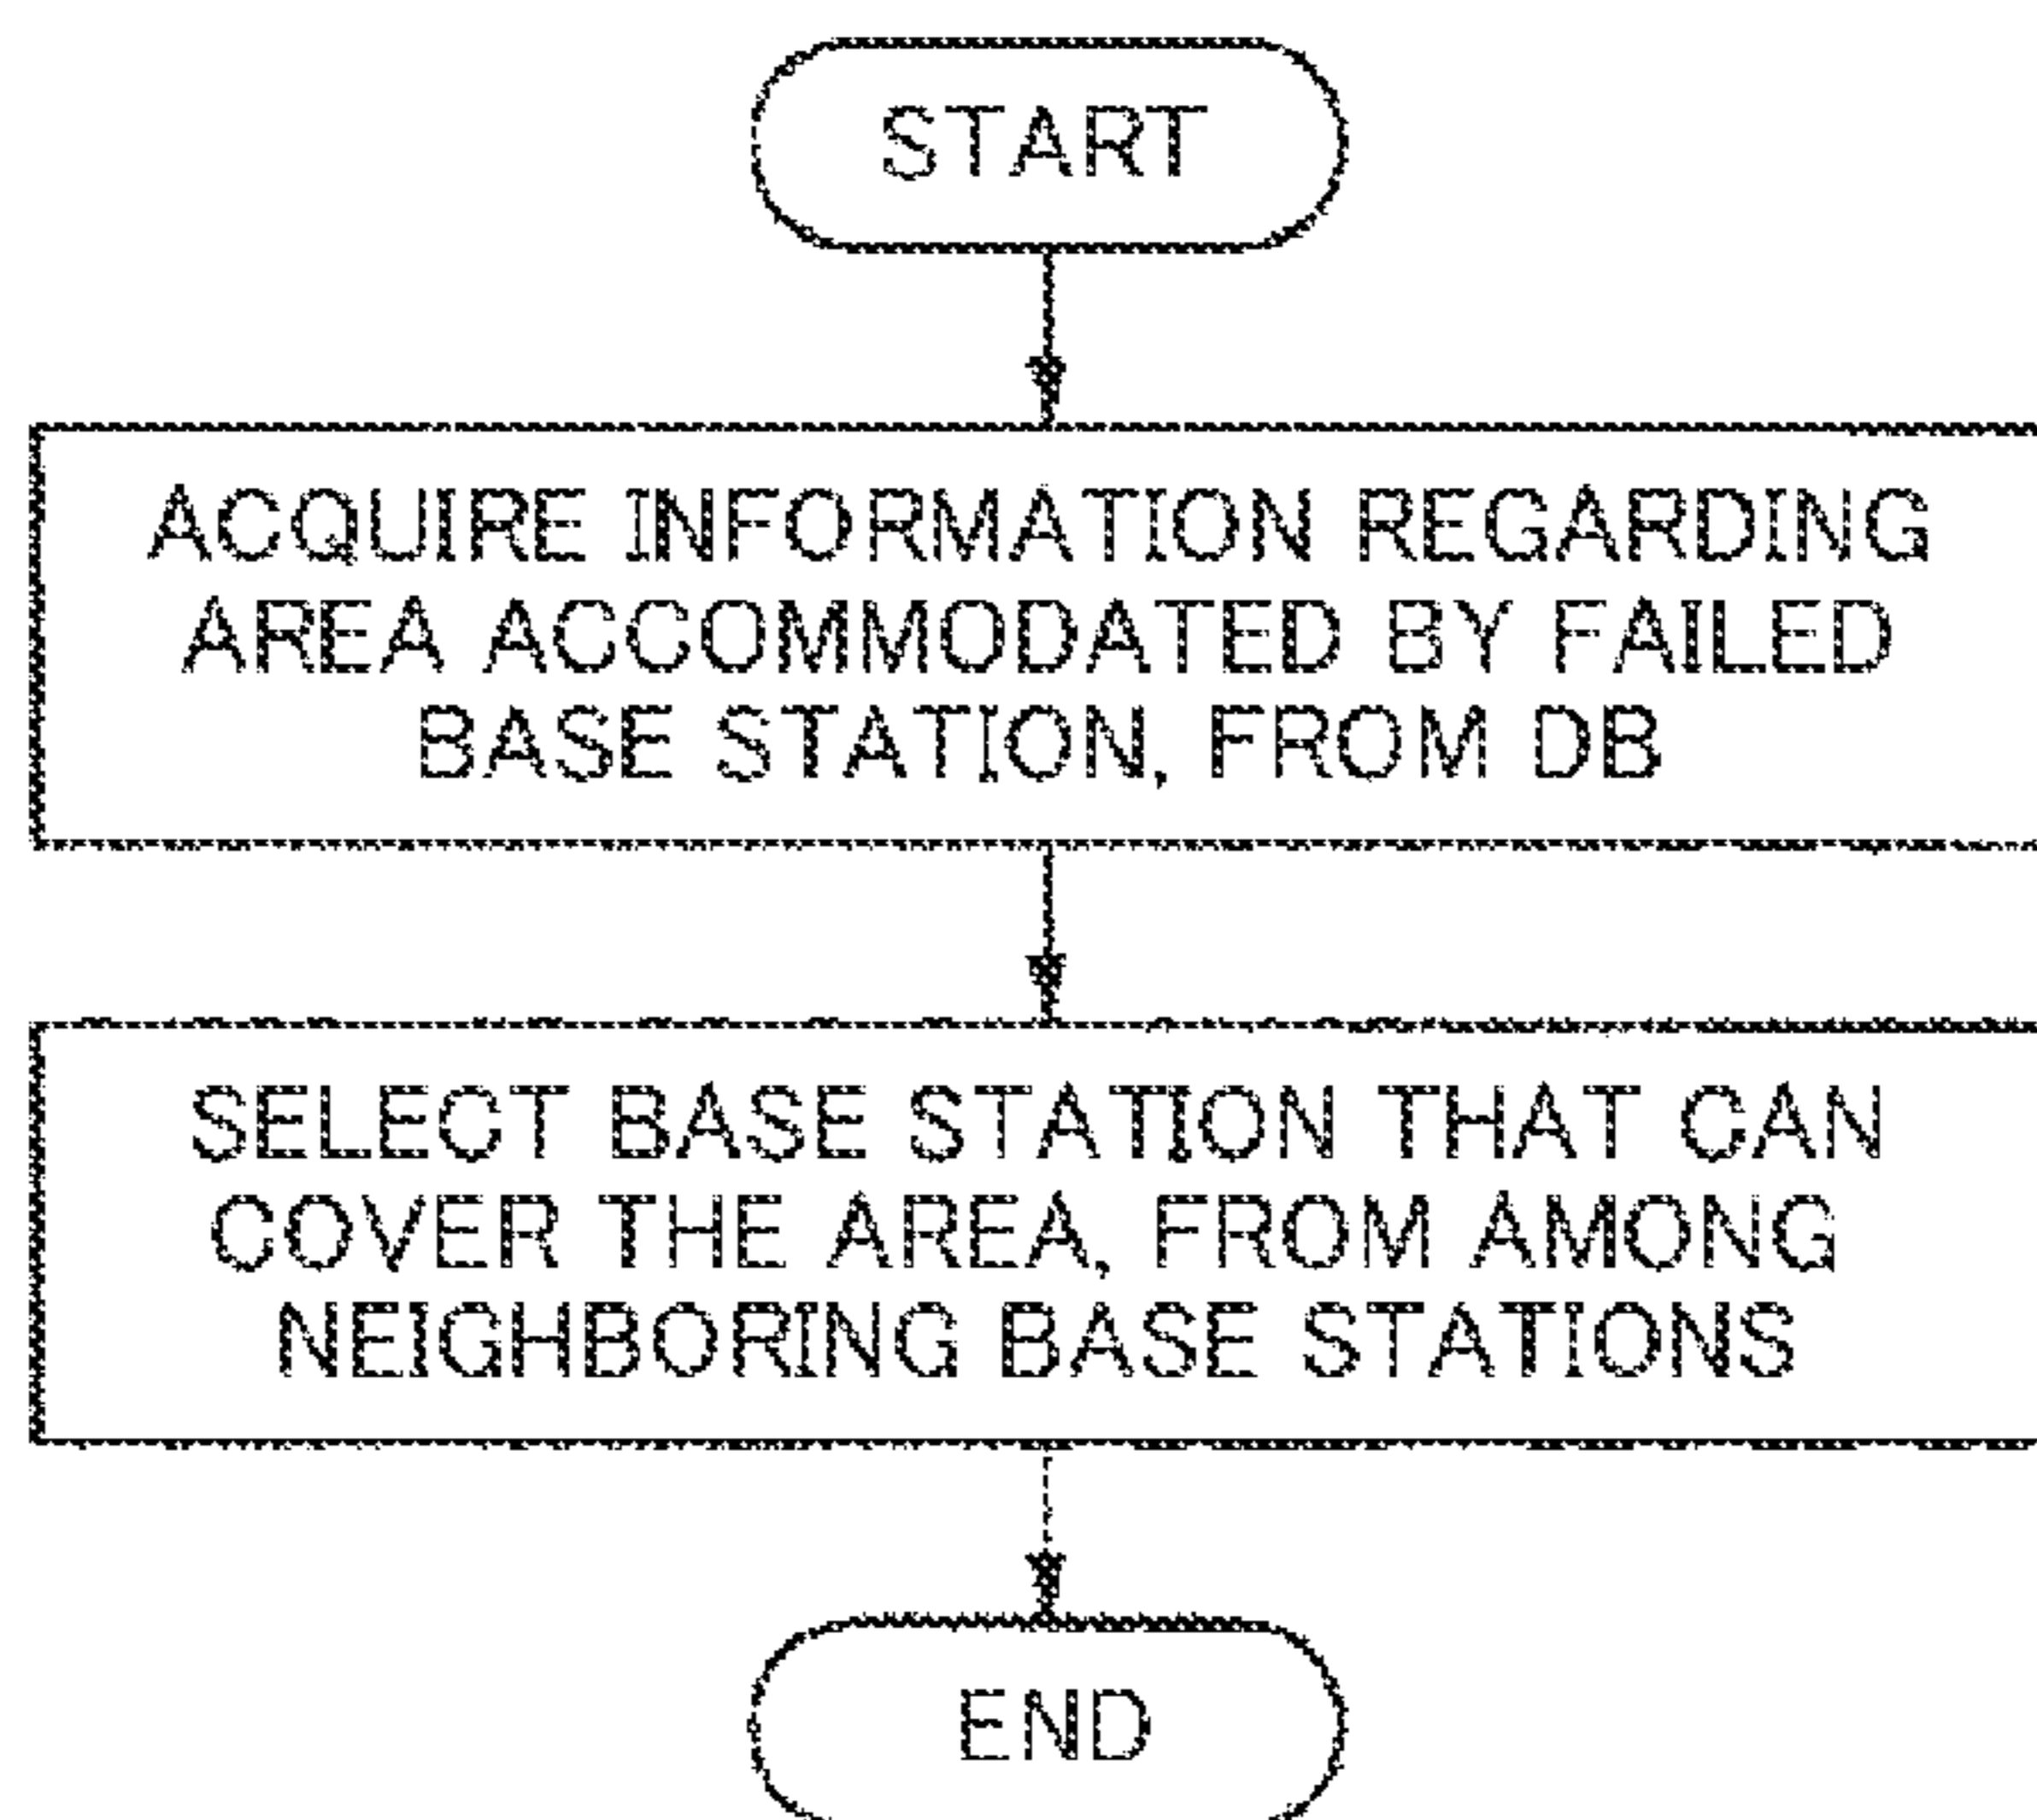 START
ACQUIRE INFORMATION REGARDING
AREA ACCOMMODATED BY FAILED
BASE STATION, FROM DB
SELECT BASE STATION THAT CAN
COVER THE AREA, FROM AMONG
NEIGHBORING BASE STATIONS
END